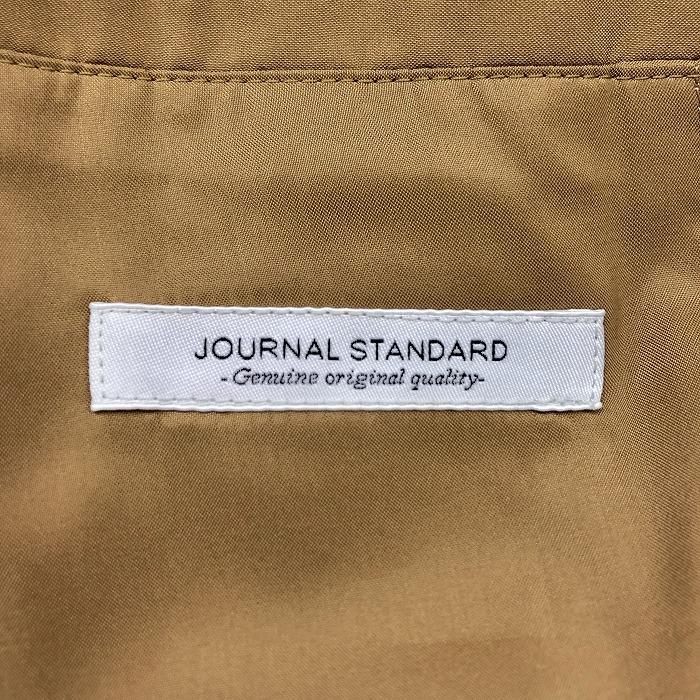 JOURNAL STANDARD
-Genuine original quality-